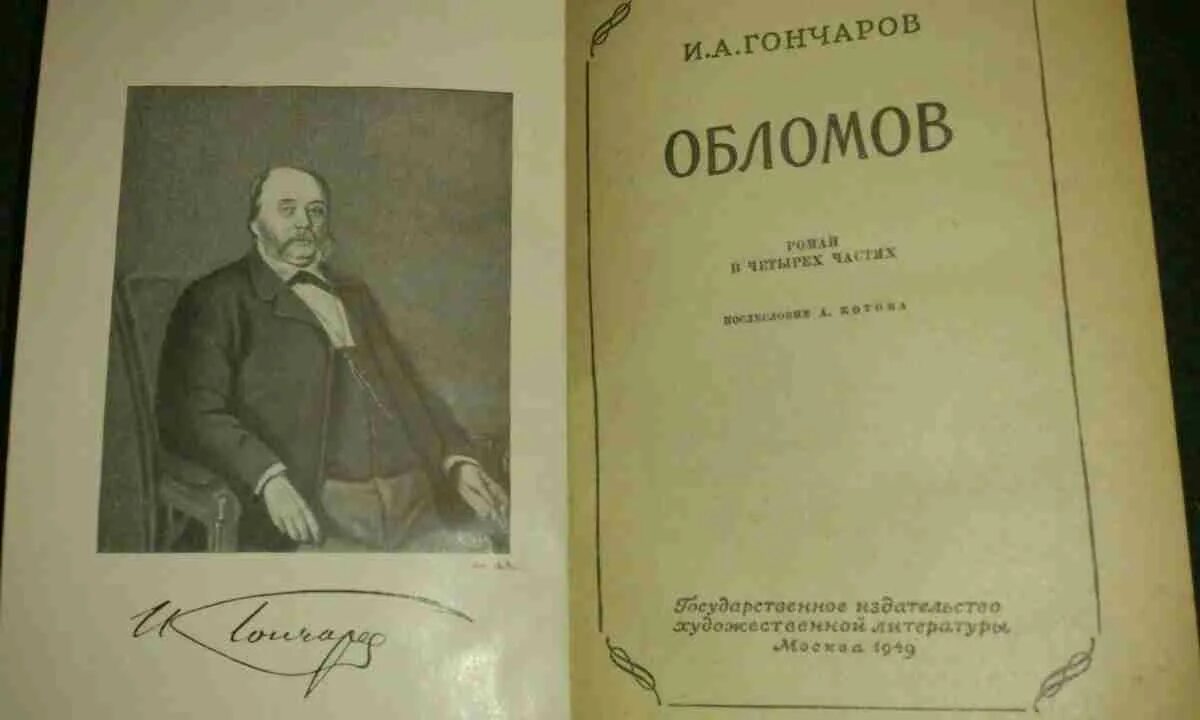 И. Гончаров
И.А.ГОНЧАРОВ
ОБЛОМОВ
РОМАН
В ЧЕТЫРЕХ ЧАСТЯХ
ПОСЛЕСЛОВИЕ А. КОТОВА
Государственное издательство
художественной литературы
Москва 1949